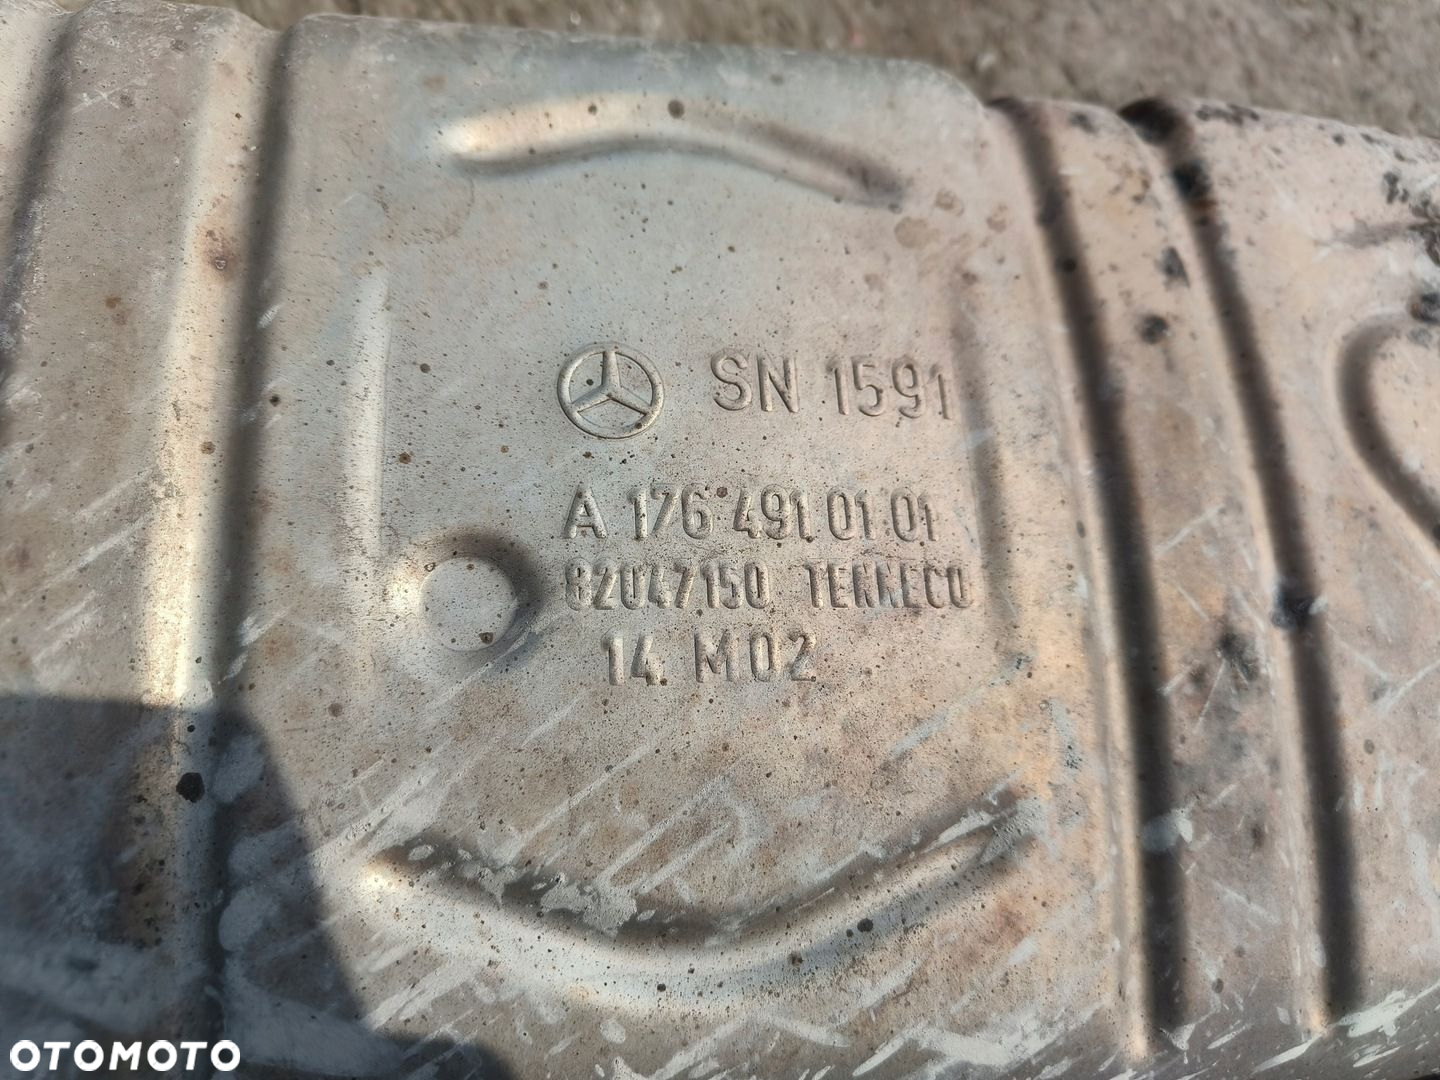 SN 1591
A 176 491 01 01
82047150 TENNECO
14 M02
OTOMOTO